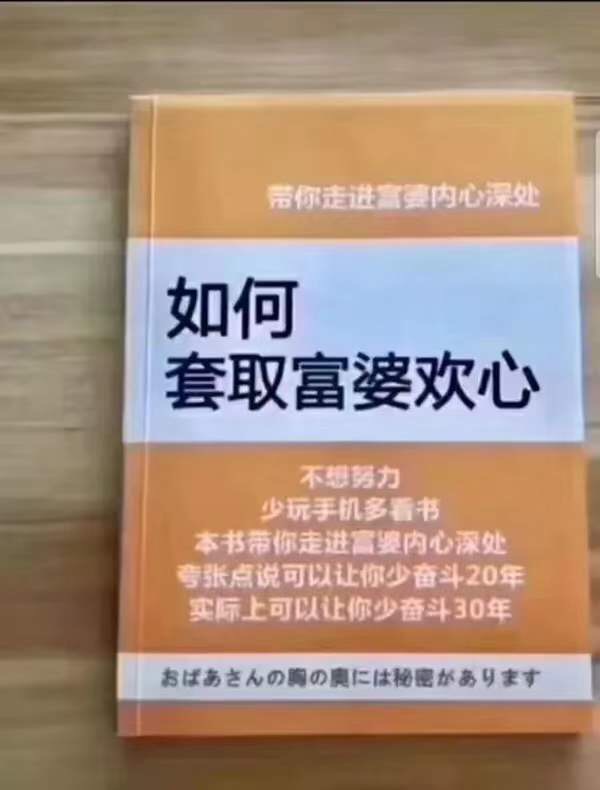 带你走进富婆内心深处
如何
套取富婆欢心
不想努力
少玩手机多看书
本书带你走进富婆内心深处
夸张点说可以让你少奋斗20年
实际上可以让你少奋斗30年
おばあさんの胸の奥には秘密があります